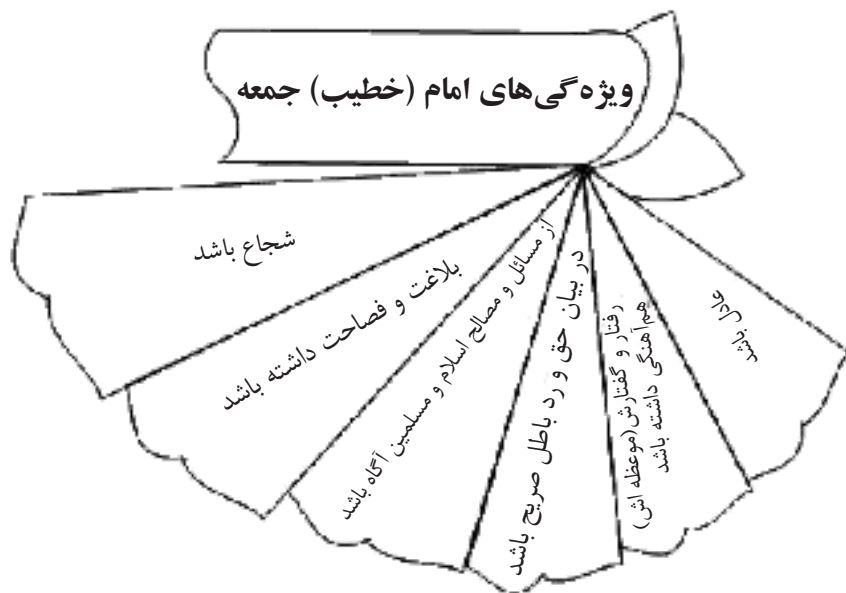 ویژه‌گی‌های امام (خطیب) جمعه
عادل باشد
رفتار و گفتارش (موعظه اش)
هم‌آهنگی داشته باشد
در بیان حق و رد باطل صریح باشد
از مسائل و مصالح اسلام و مسلمین آگاه باشد
بلاغت و فصاحت داشته باشد
شجاع باشد